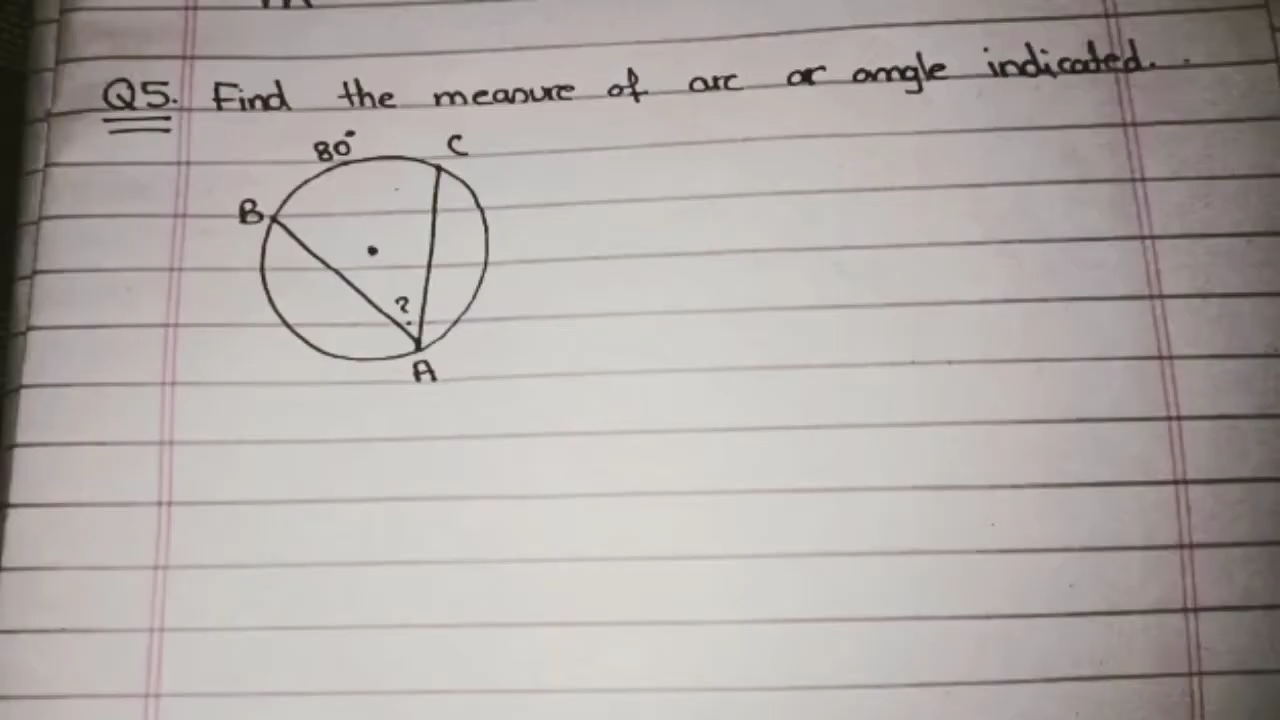 Q5. Find the measure of arc or angle indicated.
80° C
B
?
A